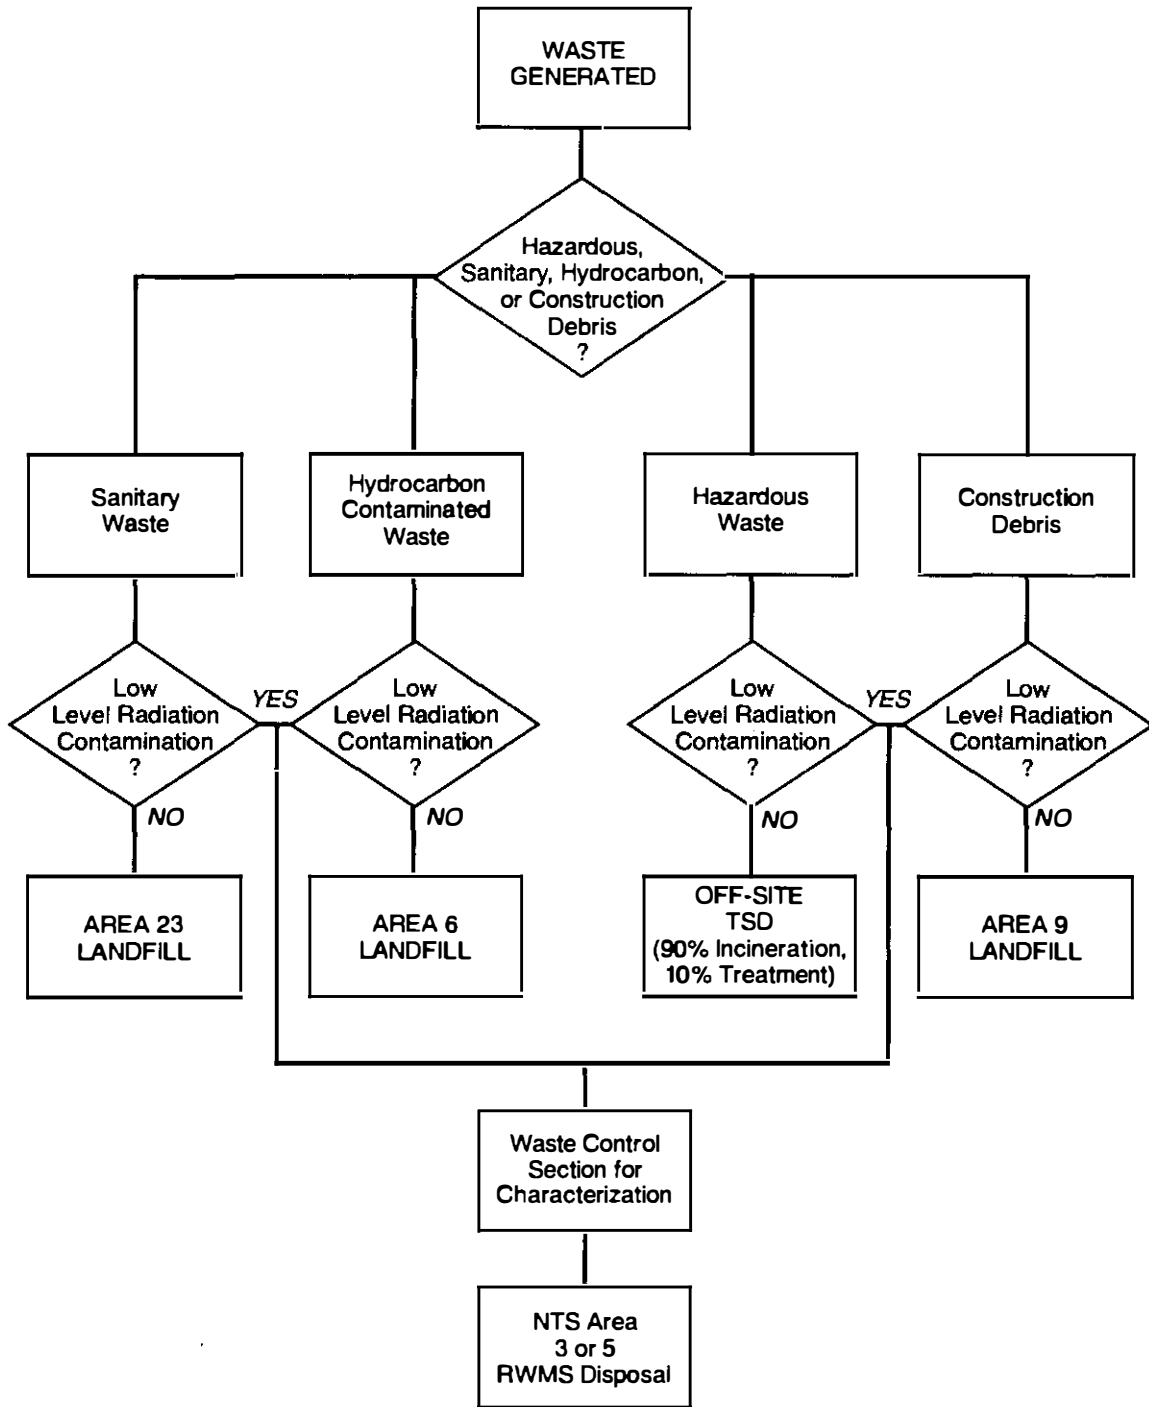 WASTE
GENERATED
Hazardous,
Sanitary, Hydrocarbon,
or Construction
Debris
?
Sanitary
Waste
Hydrocarbon
Contaminated
Waste
Hazardous
Waste
Construction
Debris
Low
Level Radiation
Contamination
?
YES
NO
Low
Level Radiation
Contamination
?
NO
Low
Level Radiation
Contamination
?
YES
NO
Low
Level Radiation
Contamination
?
NO
AREA 23
LANDFILL
AREA 6
LANDFILL
OFF-SITE
TSD
(90% Incineration,
10% Treatment)
AREA 9
LANDFILL
Waste Control
Section for
Characterization
NTS Area
3 or 5
RWMS Disposal